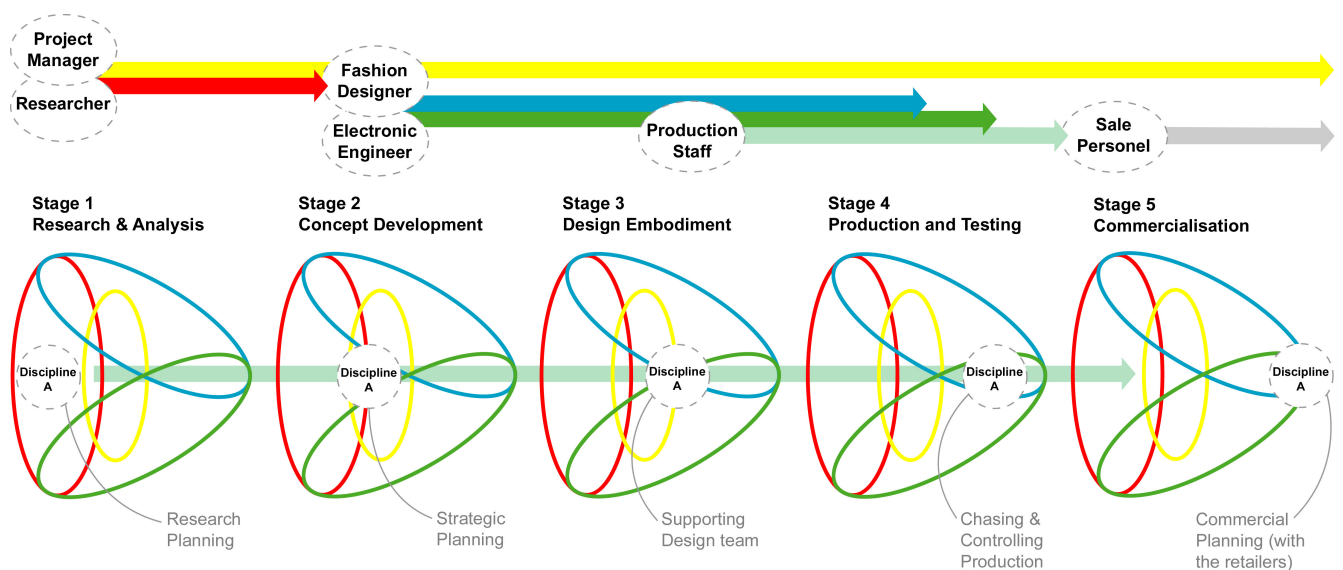 Project
Manager
Researcher
Fashion
Designer
Electronic
Engineer
Production
Staff
Sale
Personel
Stage 1
Research & Analysis
Stage 2
Concept Development
Stage 3
Design Embodiment
Stage 4
Production and Testing
Stage 5
Commercialisation
Discipline
A
Discipline
A
Discipline
A
Discipline
A
Discipline
A
Research
Planning
Strategic
Planning
Supporting
Design team
Chasing &
Controlling
Production
Commercial
Planning (with
the retailers)